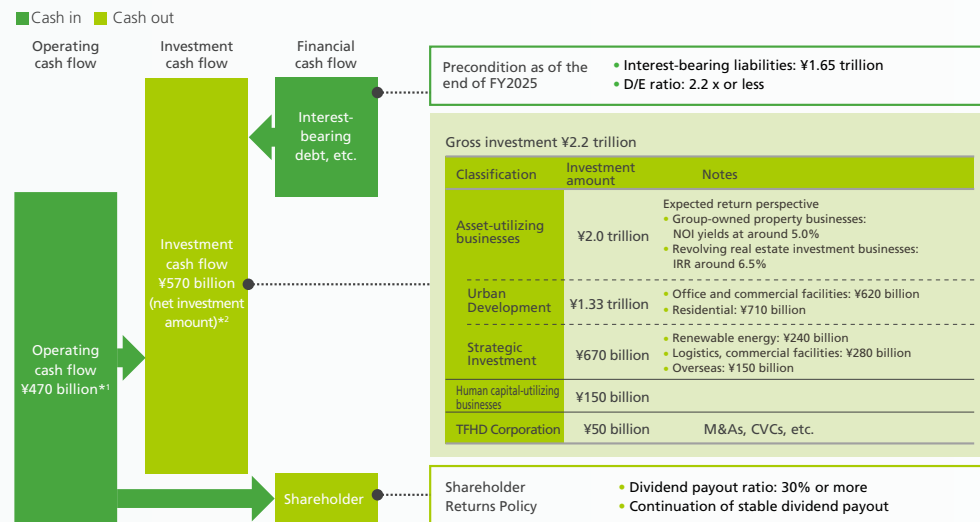 Cash in Cash out
Operating
cash flow
Investment
cash flow
Financial
cash flow
Interest-
bearing
debt, etc.
Investment
cash flow
¥570 billion
(net investment
amount)*2
Operating
cash flow
¥470 billion*1
Shareholder
Precondition as of the
end of FY2025
• Interest-bearing liabilities: ¥1.65 trillion
• D/E ratio: 2.2 x or less
Gross investment ¥2.2 trillion
Classification
Investment
amount
Notes
Asset-utilizing
businesses
¥2.0 trillion
Expected return perspective
• Group-owned property businesses:
NOI yields at around 5.0%
• Revolving real estate investment businesses:
IRR around 6.5%
Urban
Development
¥1.33 trillion
• Office and commercial facilities: ¥620 billion
• Residential: ¥710 billion
Strategic
Investment
¥670 billion
• Renewable energy: ¥240 billion
• Logistics, commercial facilities: ¥280 billion
• Overseas: ¥150 billion
Human capital-utilizing
businesses
¥150 billion
TFHD Corporation
¥50 billion
M&As, CVCs, etc.
Shareholder
Returns Policy
• Dividend payout ratio: 30% or more
• Continuation of stable dividend payout